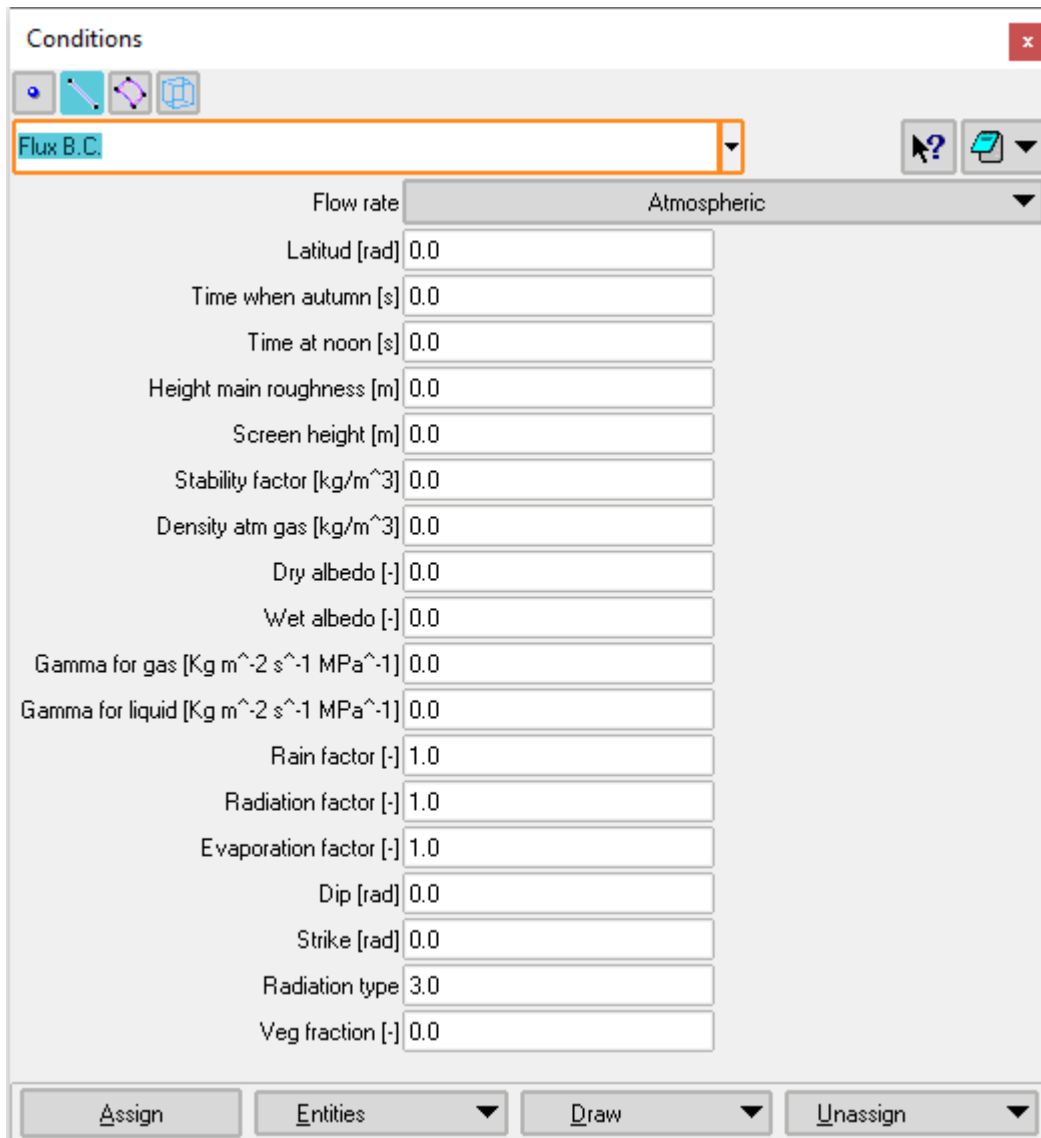 Conditions
x
Flux B.C.
?
Flow rate Atmospheric
Latitud [rad] 0.0
Time when autumn [s] 0.0
Time at noon [s] 0.0
Height main roughness [m] 0.0
Screen height [m] 0.0
Stability factor [kg/m^3] 0.0
Density atm gas [kg/m^3] 0.0
Dry albedo [-] 0.0
Wet albedo [-] 0.0
Gamma for gas [Kg m^-2 s^-1 MPa^-1] 0.0
Gamma for liquid [Kg m^-2 s^-1 MPa^-1] 0.0
Rain factor [-] 1.0
Radiation factor [-] 1.0
Evaporation factor [-] 1.0
Dip [rad] 0.0
Strike [rad] 0.0
Radiation type 3.0
Veg fraction [-] 0.0
Assign Entities Draw Unassign